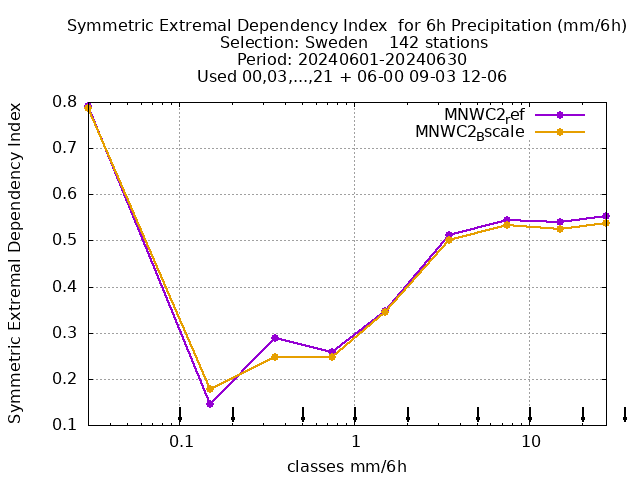 Symmetric Extremal Dependency Index  for 6h Precipitation (mm/6h)
Selection: Sweden    142 stations
Period: 20240601-20240630
Used 00,03,...,21 + 06-00 09-03 12-06
MNWC2ref
MNWC2Bscale
Symmetric Extremal Dependency Index
0.8
0.7
0.6
0.5
0.4
0.3
0.2
0.1
0.1
1
10
classes mm/6h